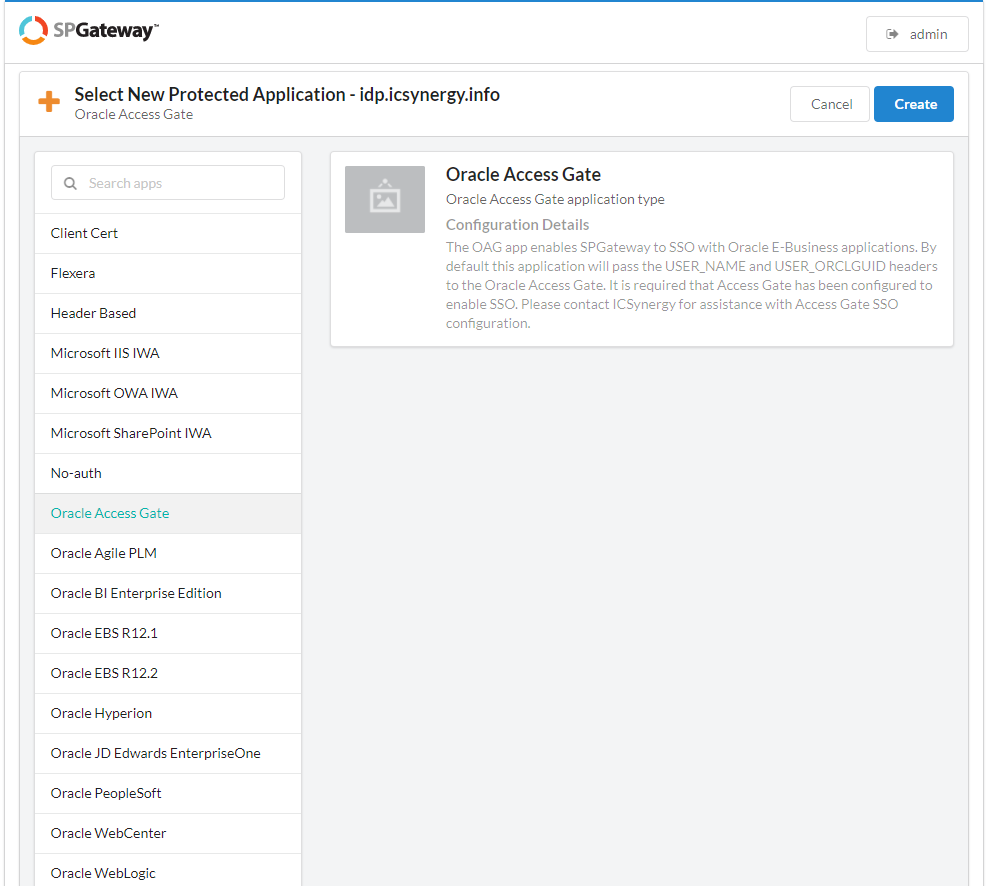 SPGateway™
admin
Select New Protected Application - idp.icsynergy.info
Oracle Access Gate
Cancel
Create
Search apps
Client Cert
Flexera
Header Based
Microsoft IIS IWA
Microsoft OWA IWA
Microsoft SharePoint IWA
No-auth
Oracle Access Gate
Oracle Agile PLM
Oracle BI Enterprise Edition
Oracle EBS R12.1
Oracle EBS R12.2
Oracle Hyperion
Oracle JD Edwards EnterpriseOne
Oracle PeopleSoft
Oracle WebCenter
Oracle WebLogic
Oracle Access Gate
Oracle Access Gate application type
Configuration Details
The OAG app enables SPGateway to SSO with Oracle E-Business applications. By
default this application will pass the USER_NAME and USER_ORCLGUID headers
to the Oracle Access Gate. It is required that Access Gate has been configured to
enable SSO. Please contact ICSynergy for assistance with Access Gate SSO
configuration.